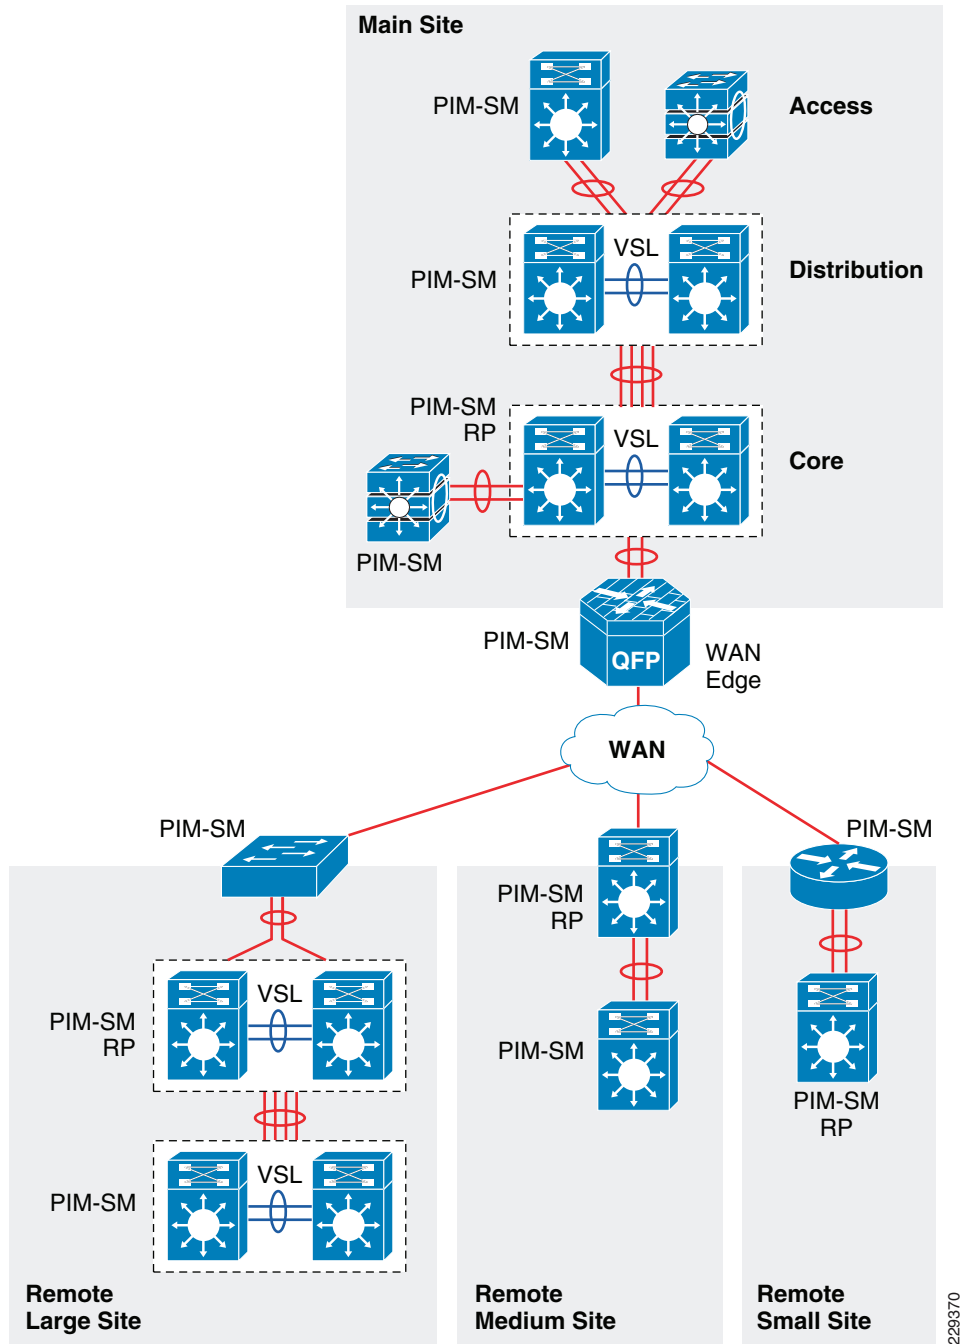 Main Site
PIM-SM
Access
VSL
PIM-SM
Distribution
PIM-SM
RP
VSL
Core
PIM-SM
PIM-SM
QFP
WAN
Edge
WAN
PIM-SM
PIM-SM
PIM-SM
RP
VSL
PIM-SM
RP
PIM-SM
PIM-SM
RP
VSL
PIM-SM
Remote
Large Site
Remote
Medium Site
Remote
Small Site
229370